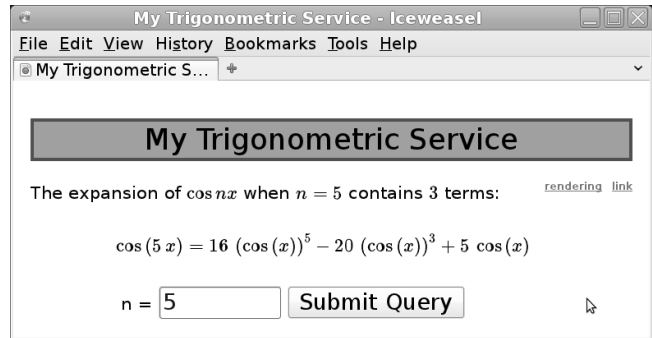 My Trigonometric Service - Iceweasel
File Edit View History Bookmarks Tools Help
My Trigonometric S...
My Trigonometric Service
The expansion of cos nx when n = 5 contains 3 terms: rendering link
cos (5 x) = 16 (cos (x))⁵ − 20 (cos (x))³ + 5 cos (x)
n = 5 Submit Query